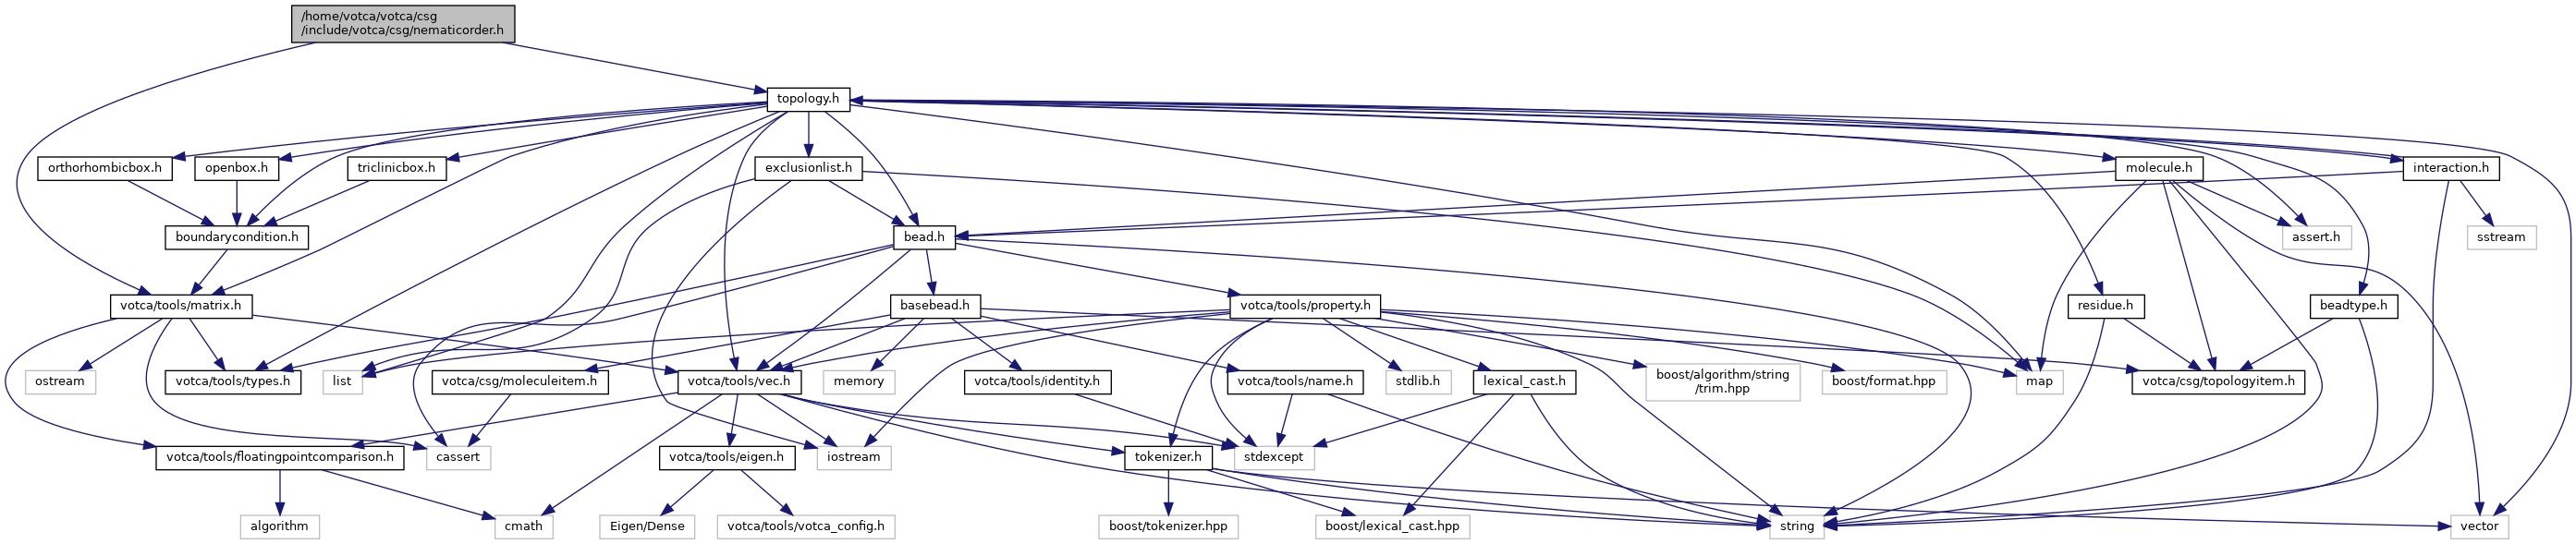 /home/votca/votca/csg
/include/votca/csg/nematicorder.h
topology.h
orthorhombicbox.h
openbox.h
triclinicbox.h
exclusionlist.h
molecule.h
interaction.h
boundarycondition.h
bead.h
assert.h
sstream
votca/tools/matrix.h
basebead.h
votca/tools/property.h
residue.h
beadtype.h
ostream
votca/tools/types.h
list
votca/csg/moleculeitem.h
votca/tools/vec.h
memory
votca/tools/identity.h
votca/tools/name.h
stdlib.h
lexical_cast.h
boost/algorithm/string
/trim.hpp
boost/format.hpp
map
votca/csg/topologyitem.h
votca/tools/floatingpointcomparison.h
cassert
votca/tools/eigen.h
iostream
tokenizer.h
stdexcept
algorithm
cmath
Eigen/Dense
votca/tools/votca_config.h
boost/tokenizer.hpp
boost/lexical_cast.hpp
string
vector